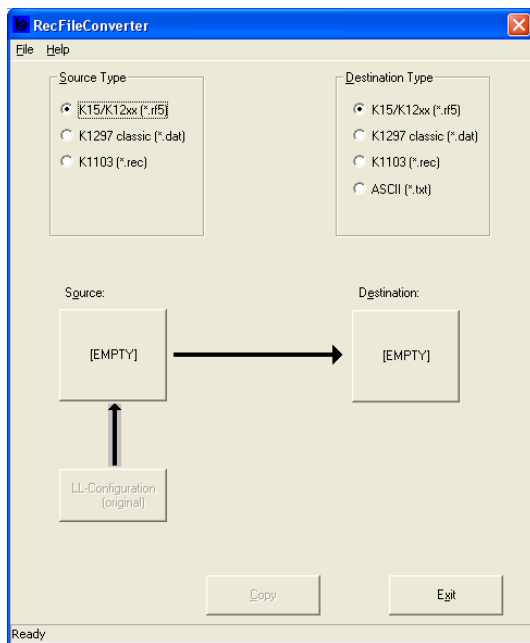 RecFileConverter
File Help
Source Type
K15/K12xx (*.rf5)
K1297 classic (*.dat)
K1103 (*.rec)
Destination Type
K15/K12xx (*.rf5)
K1297 classic (*.dat)
K1103 (*.rec)
ASCII (*.txt)
Source:
Destination:
[EMPTY]
[EMPTY]
LL-Configuration
(original)
Copy
Exit
Ready